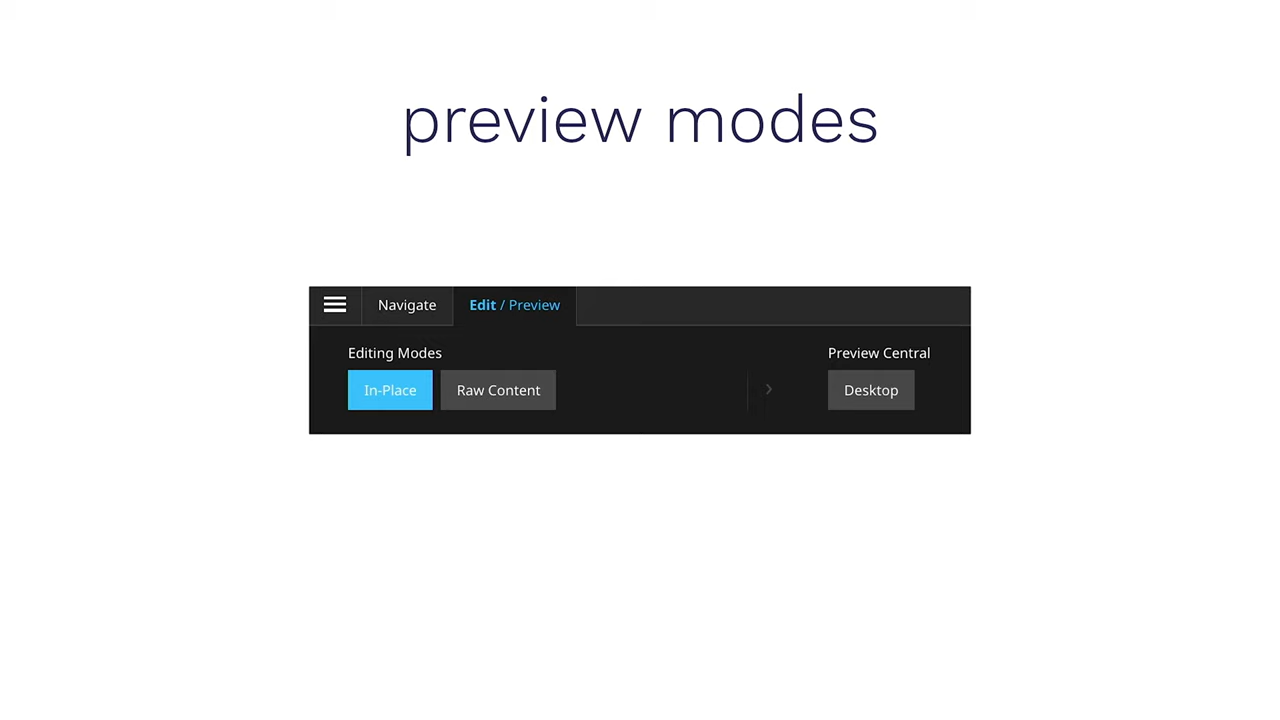 preview modes
Navigate
Edit / Preview
Editing Modes
Preview Central
In-Place
Raw Content
Desktop